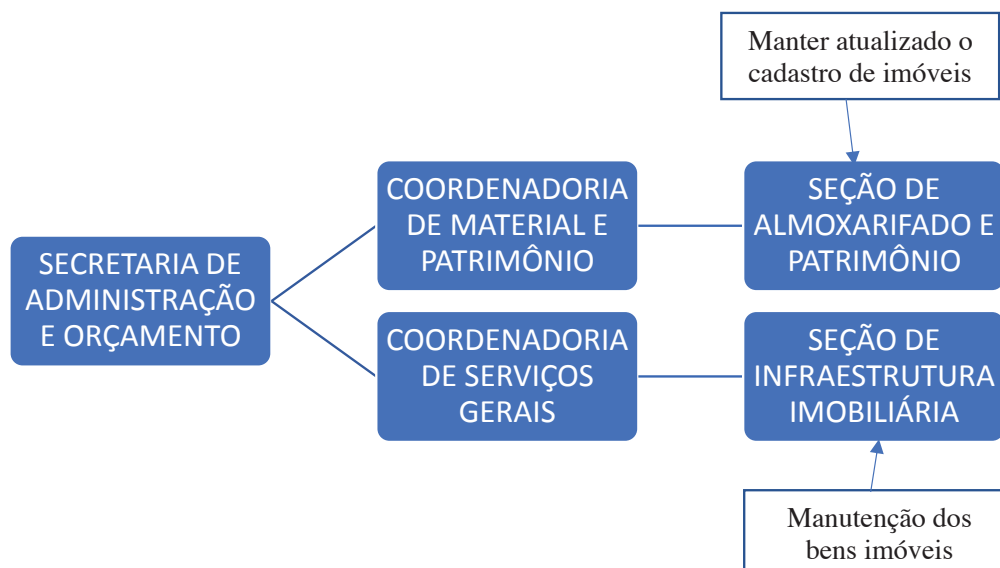 Manter atualizado o
cadastro de imóveis
SECRETARIA DE
ADMINISTRAÇÃO
E ORÇAMENTO
COORDENADORIA
DE MATERIAL E
PATRIMÔNIO
SEÇÃO DE
ALMOXARIFADO E
PATRIMÔNIO
COORDENADORIA
DE SERVIÇOS
GERAIS
SEÇÃO DE
INFRAESTRUTURA
IMOBILIÁRIA
Manutenção dos
bens imóveis